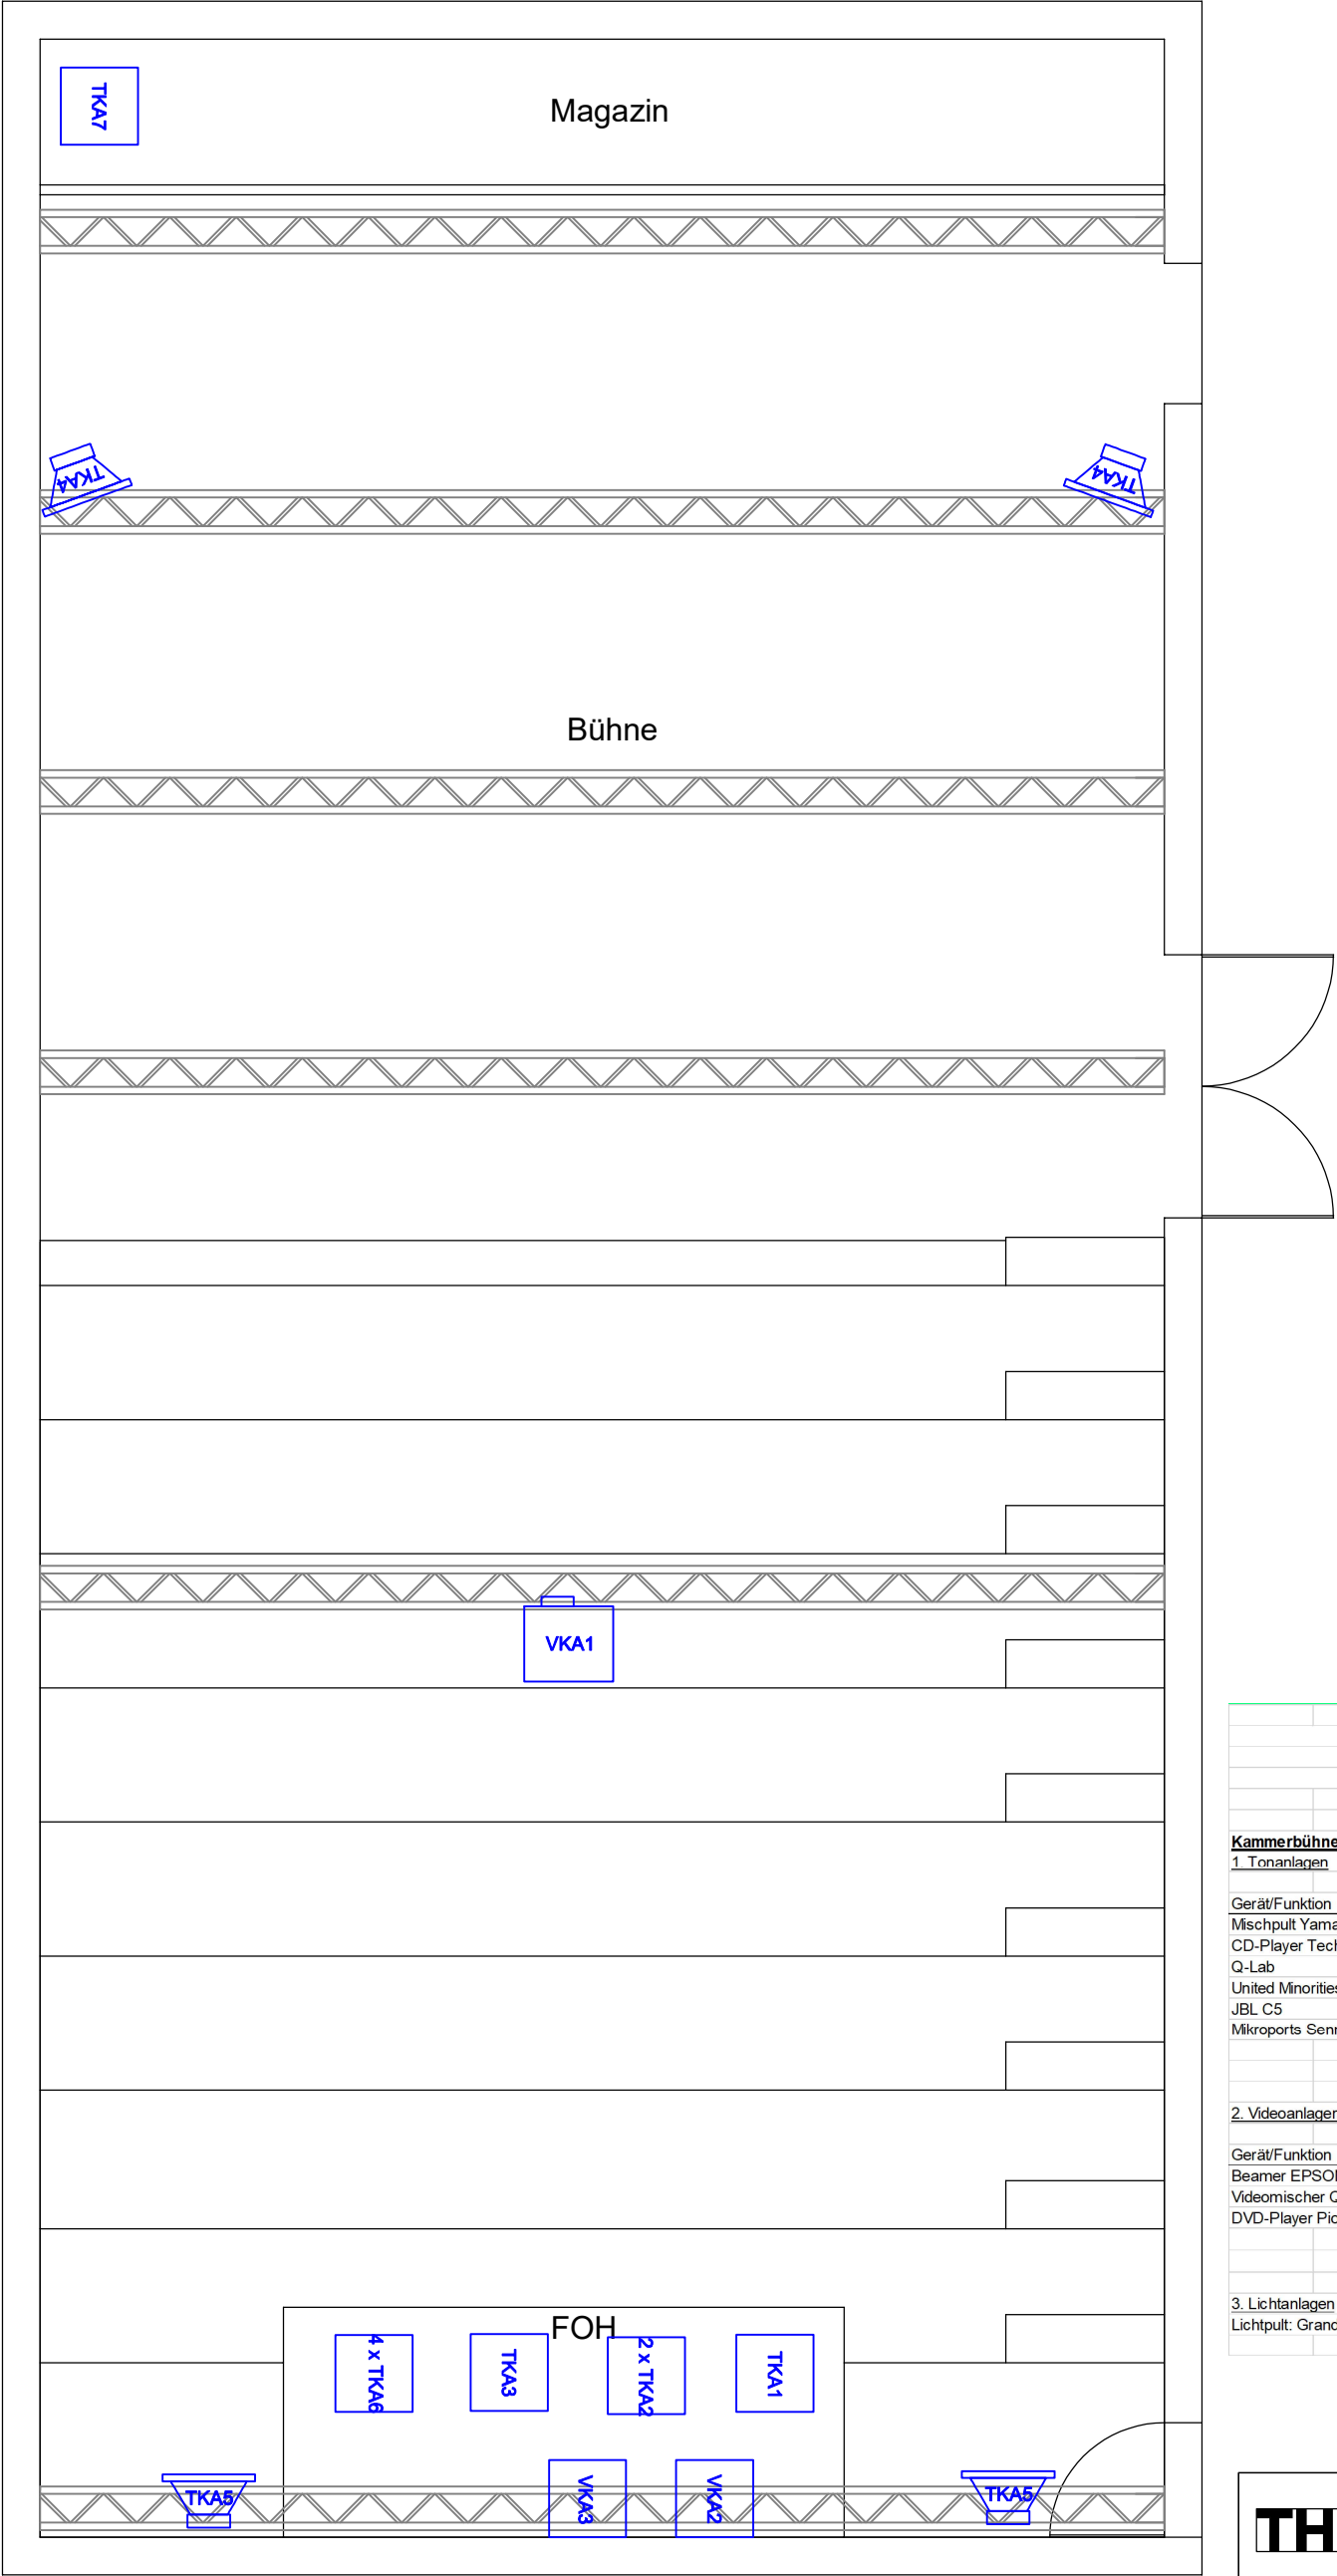 TKA7
Magazin
TKA4
TKA4
Bühne
VKA1
Kammerbühne
1. Tonanlagen
Gerät/Funktion
Mischpult Yama
CD-Player Tech
Q-Lab
United Minorities
JBL C5
Mikroports Senn
2. Videoanlagen
Gerät/Funktion
Beamer EPSON
Videomischer
DVD-Player Pio
3. Lichtanlagen
Lichtpult: Grand
FOH
4 x TKA6
TKA3
2 x TKA2
TKA1
TKA5
VKA3
VKA2
TKA5
TH